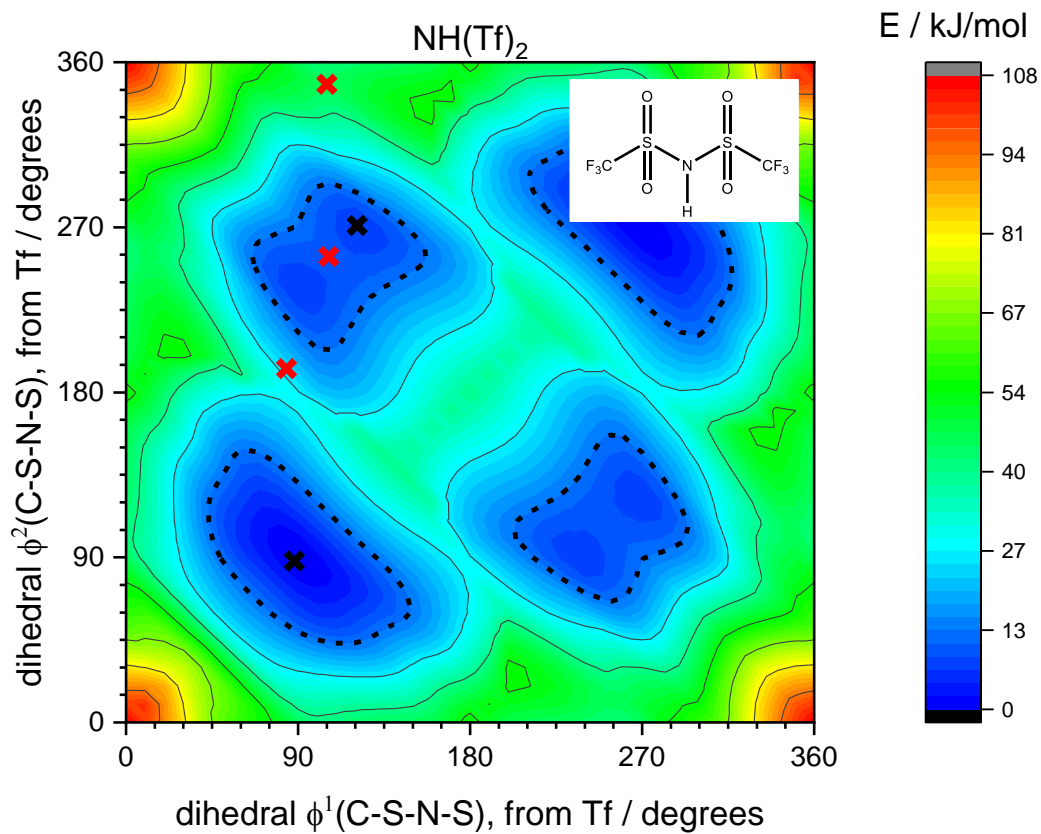 E / kJ/mol
NH(Tf)₂
360
270
180
90
0
0
90
180
270
360
dihedral ϕ²(C-S-N-S), from Tf / degrees
dihedral ϕ¹(C-S-N-S), from Tf / degrees
O O
F₃C S N S CF₃
O O
H
108
94
81
67
54
40
27
13
0